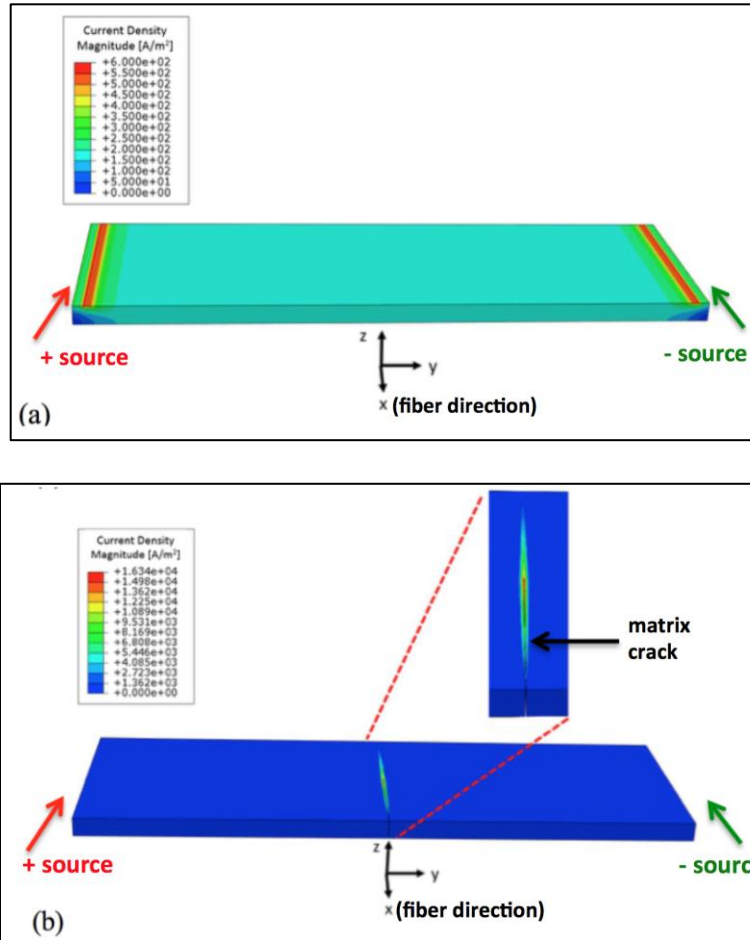 Current Density
Magnitude [A/m²]
+6.000e+02
+5.500e+02
+5.000e+02
+4.500e+02
+4.000e+02
+3.500e+02
+3.000e+02
+2.500e+02
+2.000e+02
+1.500e+02
+1.000e+02
+5.000e+01
+0.000e+00
+ source
- source
z
y
x (fiber direction)
(a)
Current Density
Magnitude [A/m²]
+1.634e+04
+1.498e+04
+1.362e+04
+1.225e+04
+1.089e+04
+9.531e+03
+8.169e+03
+6.808e+03
+5.446e+03
+4.085e+03
+2.723e+03
+1.362e+03
+0.000e+00
matrix
crack
+ source
- sourc
z
y
x (fiber direction)
(b)